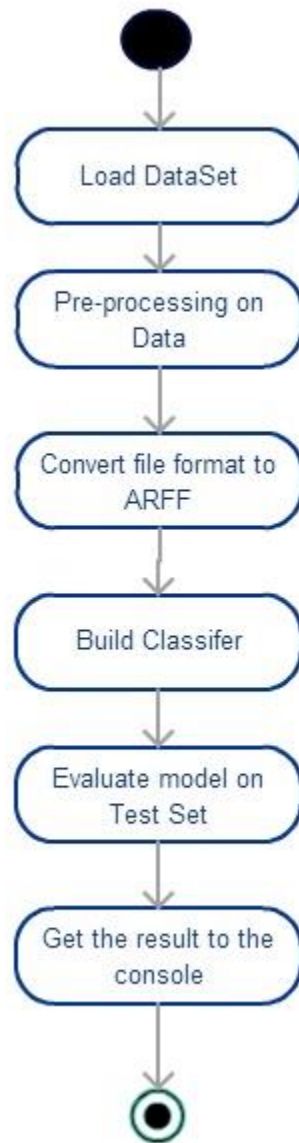 Load DataSet
Pre-processing on
Data
Convert file format to
ARFF
Build Classifer
Evaluate model on
Test Set
Get the result to the
console